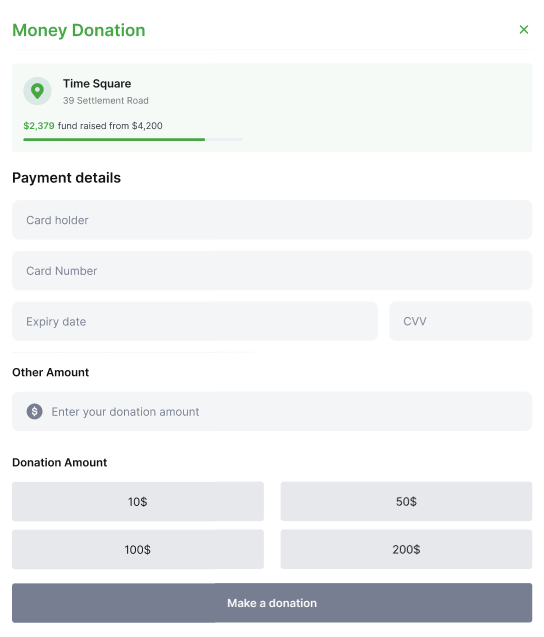 Money Donation
Time Square
39 Settlement Road
$2,379 fund raised from $4,200
Payment details
Card holder
Card Number
Expiry date
CVV
Other Amount
$ Enter your donation amount
Donation Amount
10$
50$
100$
200$
Make a donation